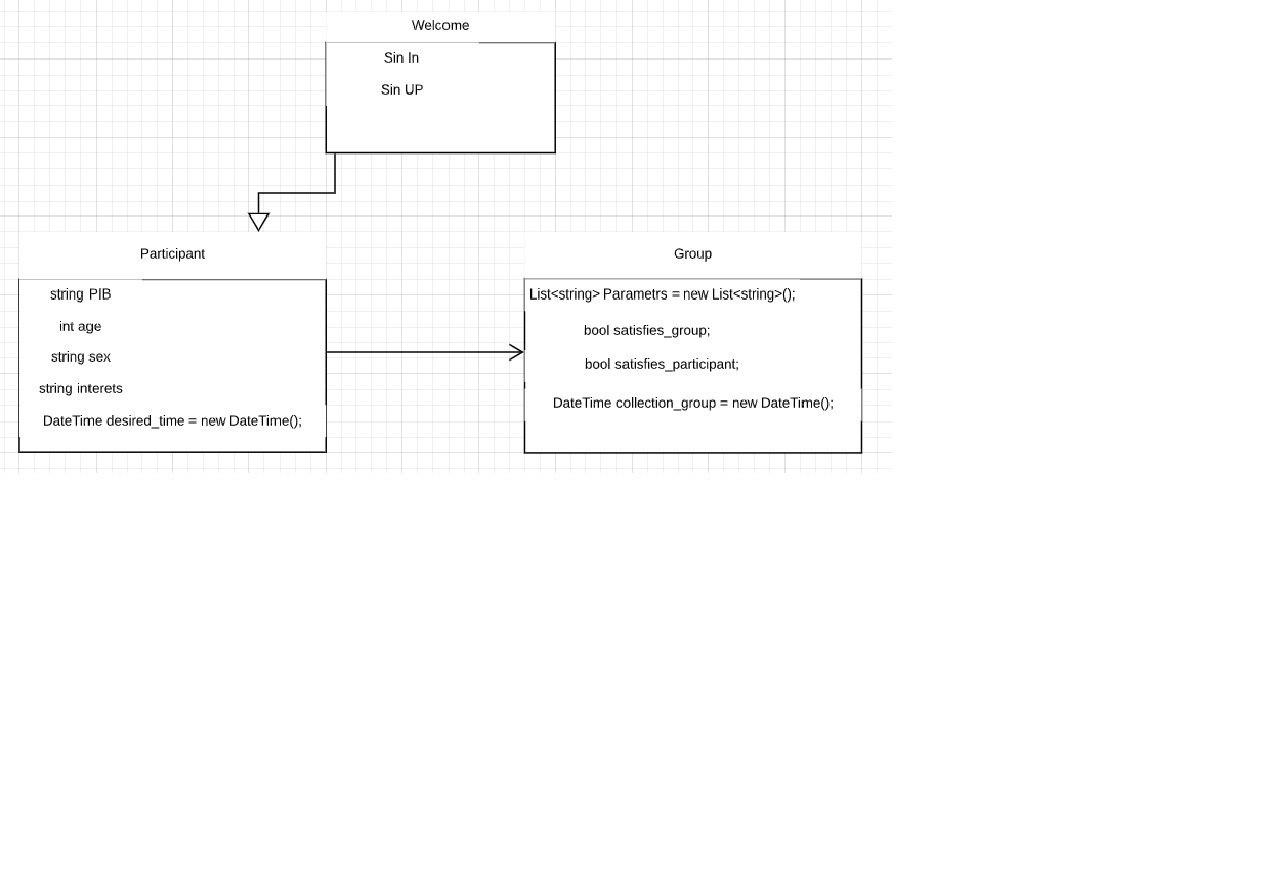 Welcome
Sin In
Sin UP
Participant
string PIB
int age
string sex
string interets
DateTime desired_time = new DateTime();
Group
List<string> Parametrs = new List<string>();
bool satisfies_group;
bool satisfies_participant;
DateTime collection_group = new DateTime();